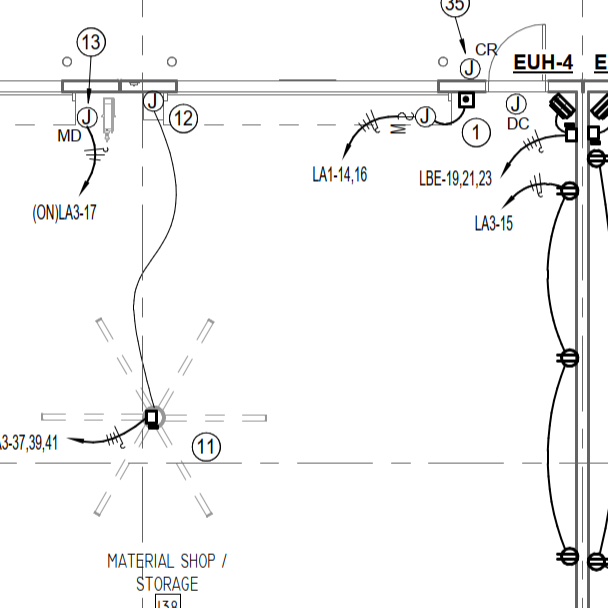 35
13
CR
EUH-4
E
J
J
J
J
J
12
1
MD
DC
M
LA1-14,16
LBE-19,21,23
(ON)LA3-17
LA3-15
A3-37,39,41
11
MATERIAL SHOP /
STORAGE
138